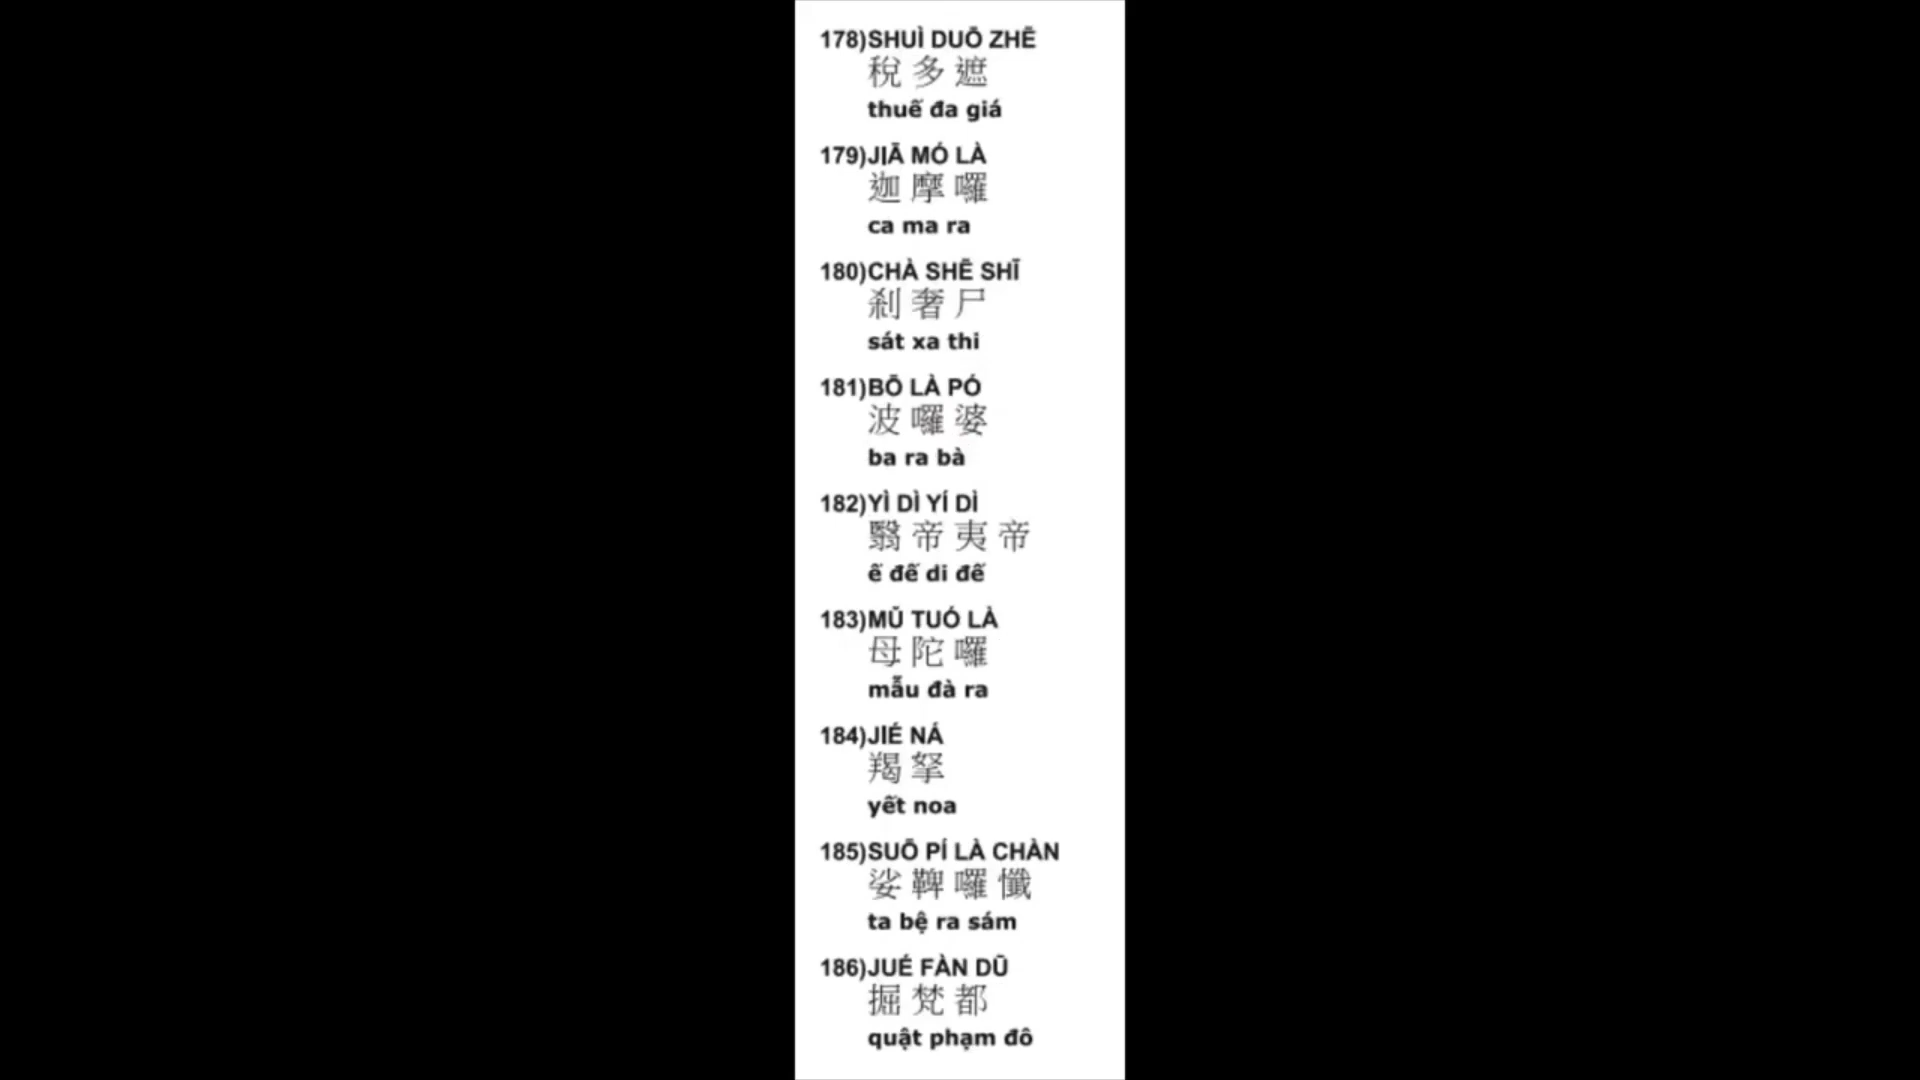 178)SHUÌ DUŌ ZHĒ
稅 多 遮
thuế đa giá
179)JIĀ MÓ LÀ
迦 摩 囉
ca ma ra
180)CHÀ SHĒ SHĪ
剎 奢 尸
sát xa thi
181)BŌ LÀ PÓ
波 囉 婆
ba ra bà
182)YÌ DÌ YÍ DÌ
翳 帝 夷 帝
ế đế di đế
183)MŬ TUÓ LÀ
母 陀 囉
mẫu đà ra
184)JIÉ NÁ
羯 拏
yết noa
185)SUŌ PÍ LÀ CHÀN
娑 鞞 囉 懺
ta bệ ra sám
186)JUÉ FÀN DŪ
掘 梵 都
quật phạm đô